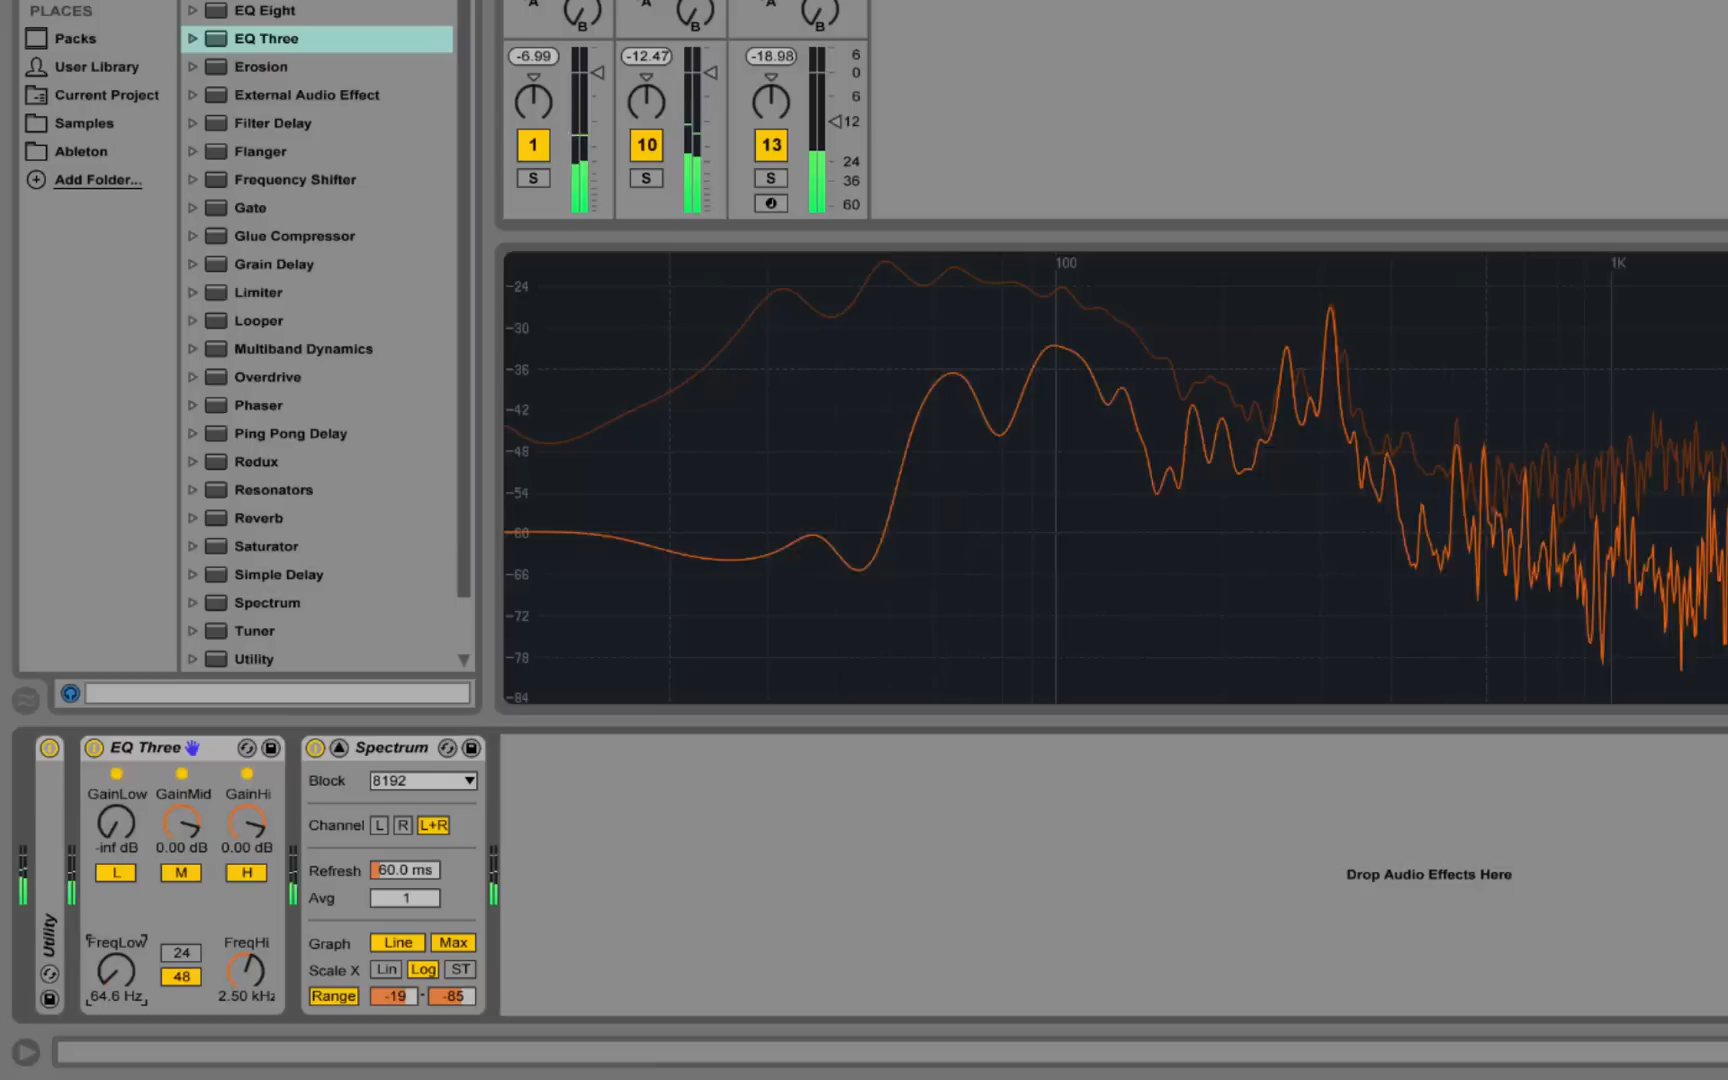 PLACES
Packs
User Library
Current Project
Samples
Ableton
Add Folder...
EQ Eight
EQ Three
Erosion
External Audio Effect
Filter Delay
Flanger
Frequency Shifter
Gate
Glue Compressor
Grain Delay
Limiter
Looper
Multiband Dynamics
Overdrive
Phaser
Ping Pong Delay
Redux
Resonators
Reverb
Saturator
Simple Delay
Spectrum
Tuner
Utility
A A A
B B B
-6.99 -12.47 -18.98
6
0
6
12
24
36
60
1 10 13
S S S
100 1K
-24
-30
-36
-42
-48
-54
-60
-66
-72
-78
-84
Utility
EQ Three
GainLow GainMid GainHi
-inf dB 0.00 dB 0.00 dB
L M H
FreqLow 24 FreqHi
48
64.6 Hz 2.50 kHz
Spectrum
Block 8192
Channel L R L+R
Refresh 60.0 ms
Avg 1
Graph Line Max
Scale X Lin Log ST
Range -19 - -85
Drop Audio Effects Here